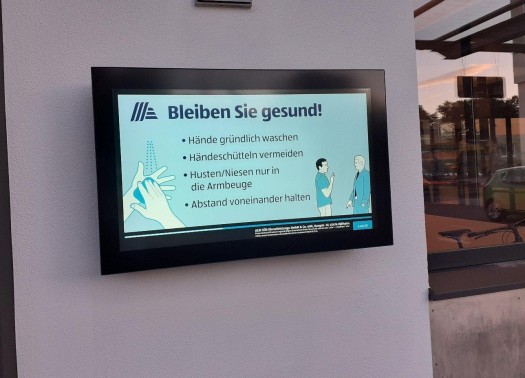 Bleiben Sie gesund!
• Hände gründlich waschen
• Händeschütteln vermeiden
• Husten/Niesen nur in
die Armbeuge
• Abstand voneinander halten